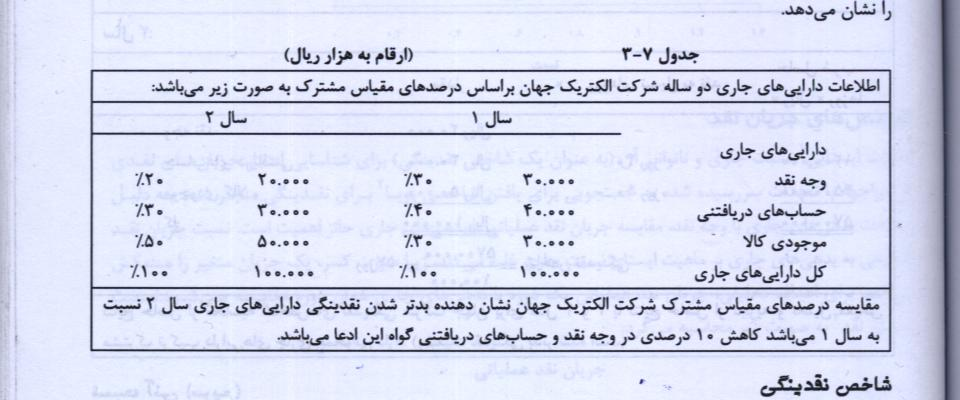 را نشان می‌دهد.
جدول ۷-۳ (ارقام به هزار ریال)
اطلاعات دارایی‌های جاری دو ساله شرکت الکتریک جهان براساس درصدهای مقیاس مشترک به صورت زیر می‌باشد:
سال ۱ سال ۲
دارایی‌های جاری
وجه نقد ۳۰.۰۰۰ ٪۳۰ ۲۰.۰۰۰ ٪۲۰
حساب‌های دریافتنی ۴۰.۰۰۰ ٪۴۰ ۳۰.۰۰۰ ٪۳۰
موجودی کالا ۳۰.۰۰۰ ٪۳۰ ۵۰.۰۰۰ ٪۵۰
کل دارایی‌های جاری ۱۰۰.۰۰۰ ٪۱۰۰ ۱۰۰.۰۰۰ ٪۱۰۰
مقایسه درصدهای مقیاس مشترک شرکت الکتریک جهان نشان دهنده بدتر شدن نقدینگی دارایی‌های جاری سال ۲ نسبت
به سال ۱ می‌باشد کاهش ۱۰ درصدی در وجه نقد و حساب‌های دریافتنی گواه این ادعا می‌باشد.
شاخص نقدینگی